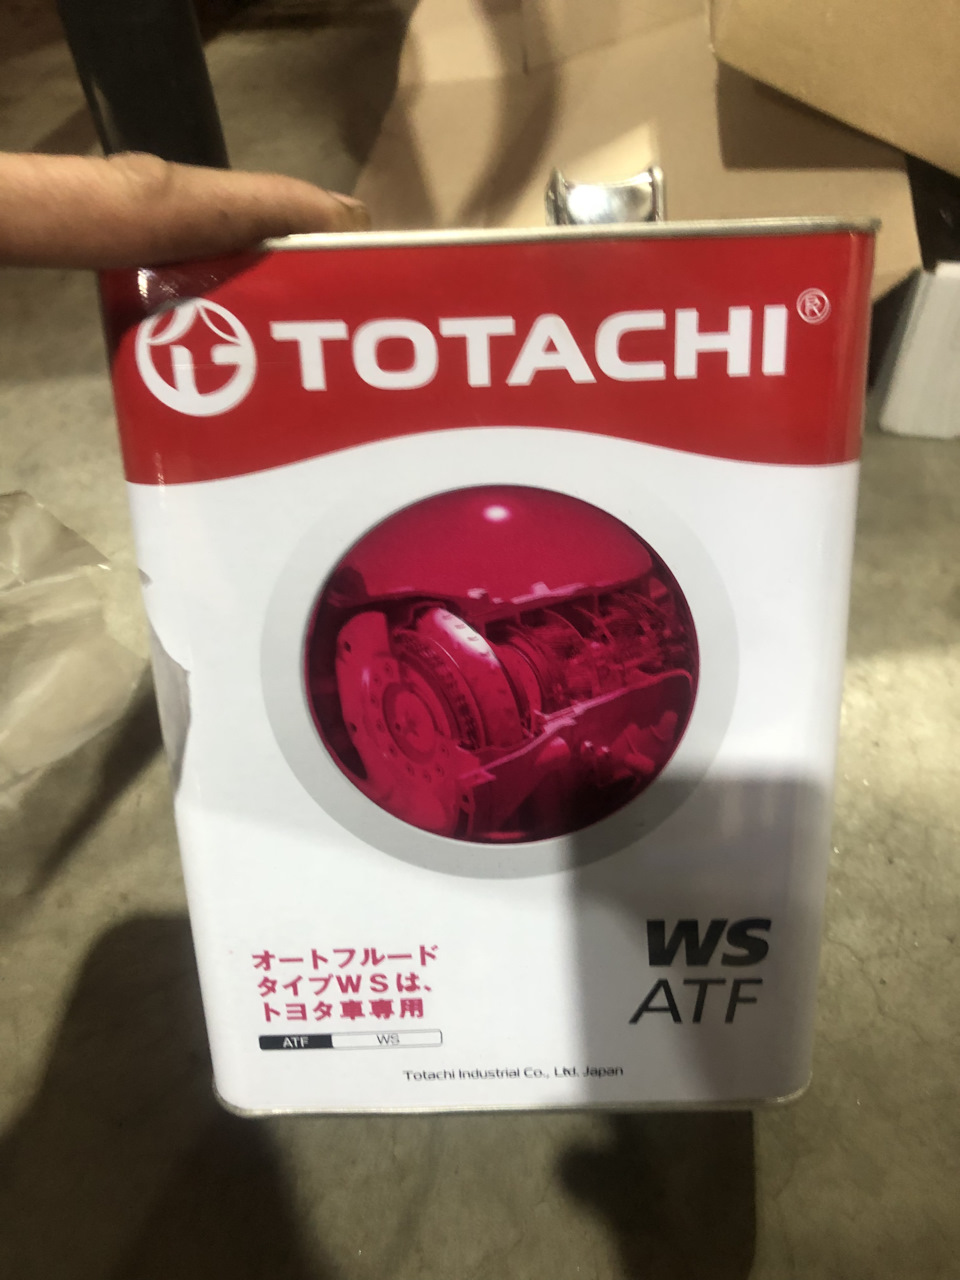 TOTACHI®
オートフルード
タイプWSは、
トヨタ車専用
ATF WS
WS
ATF
Totachi Industrial Co., Ltd. Japan